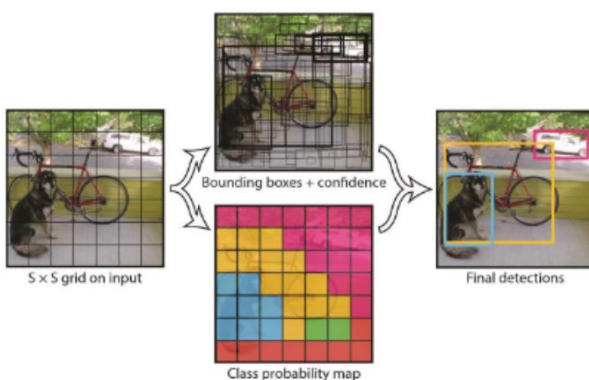 Bounding boxes + confidence
S × S grid on input
Final detections
Class probability map